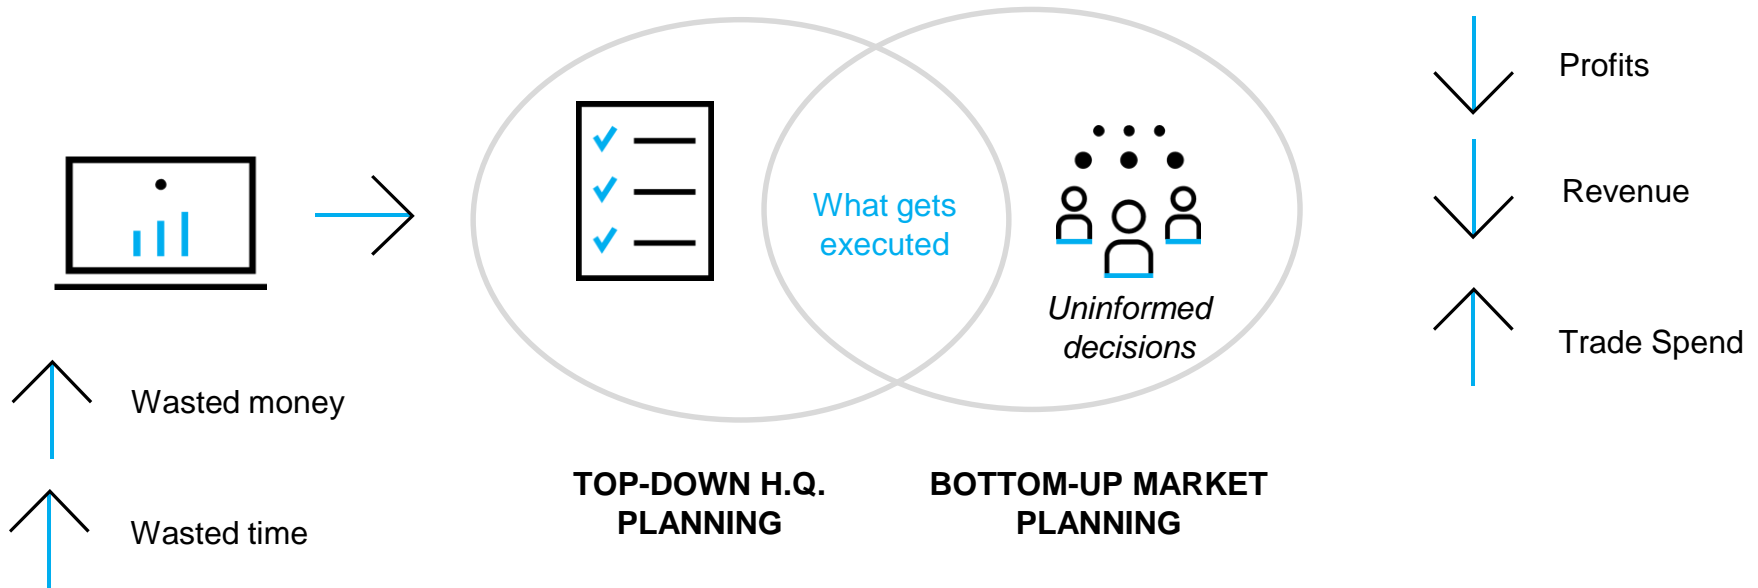 Wasted money
Wasted time
What gets
executed
Uninformed
decisions
TOP-DOWN H.Q.
PLANNING
BOTTOM-UP MARKET
PLANNING
Profits
Revenue
Trade Spend